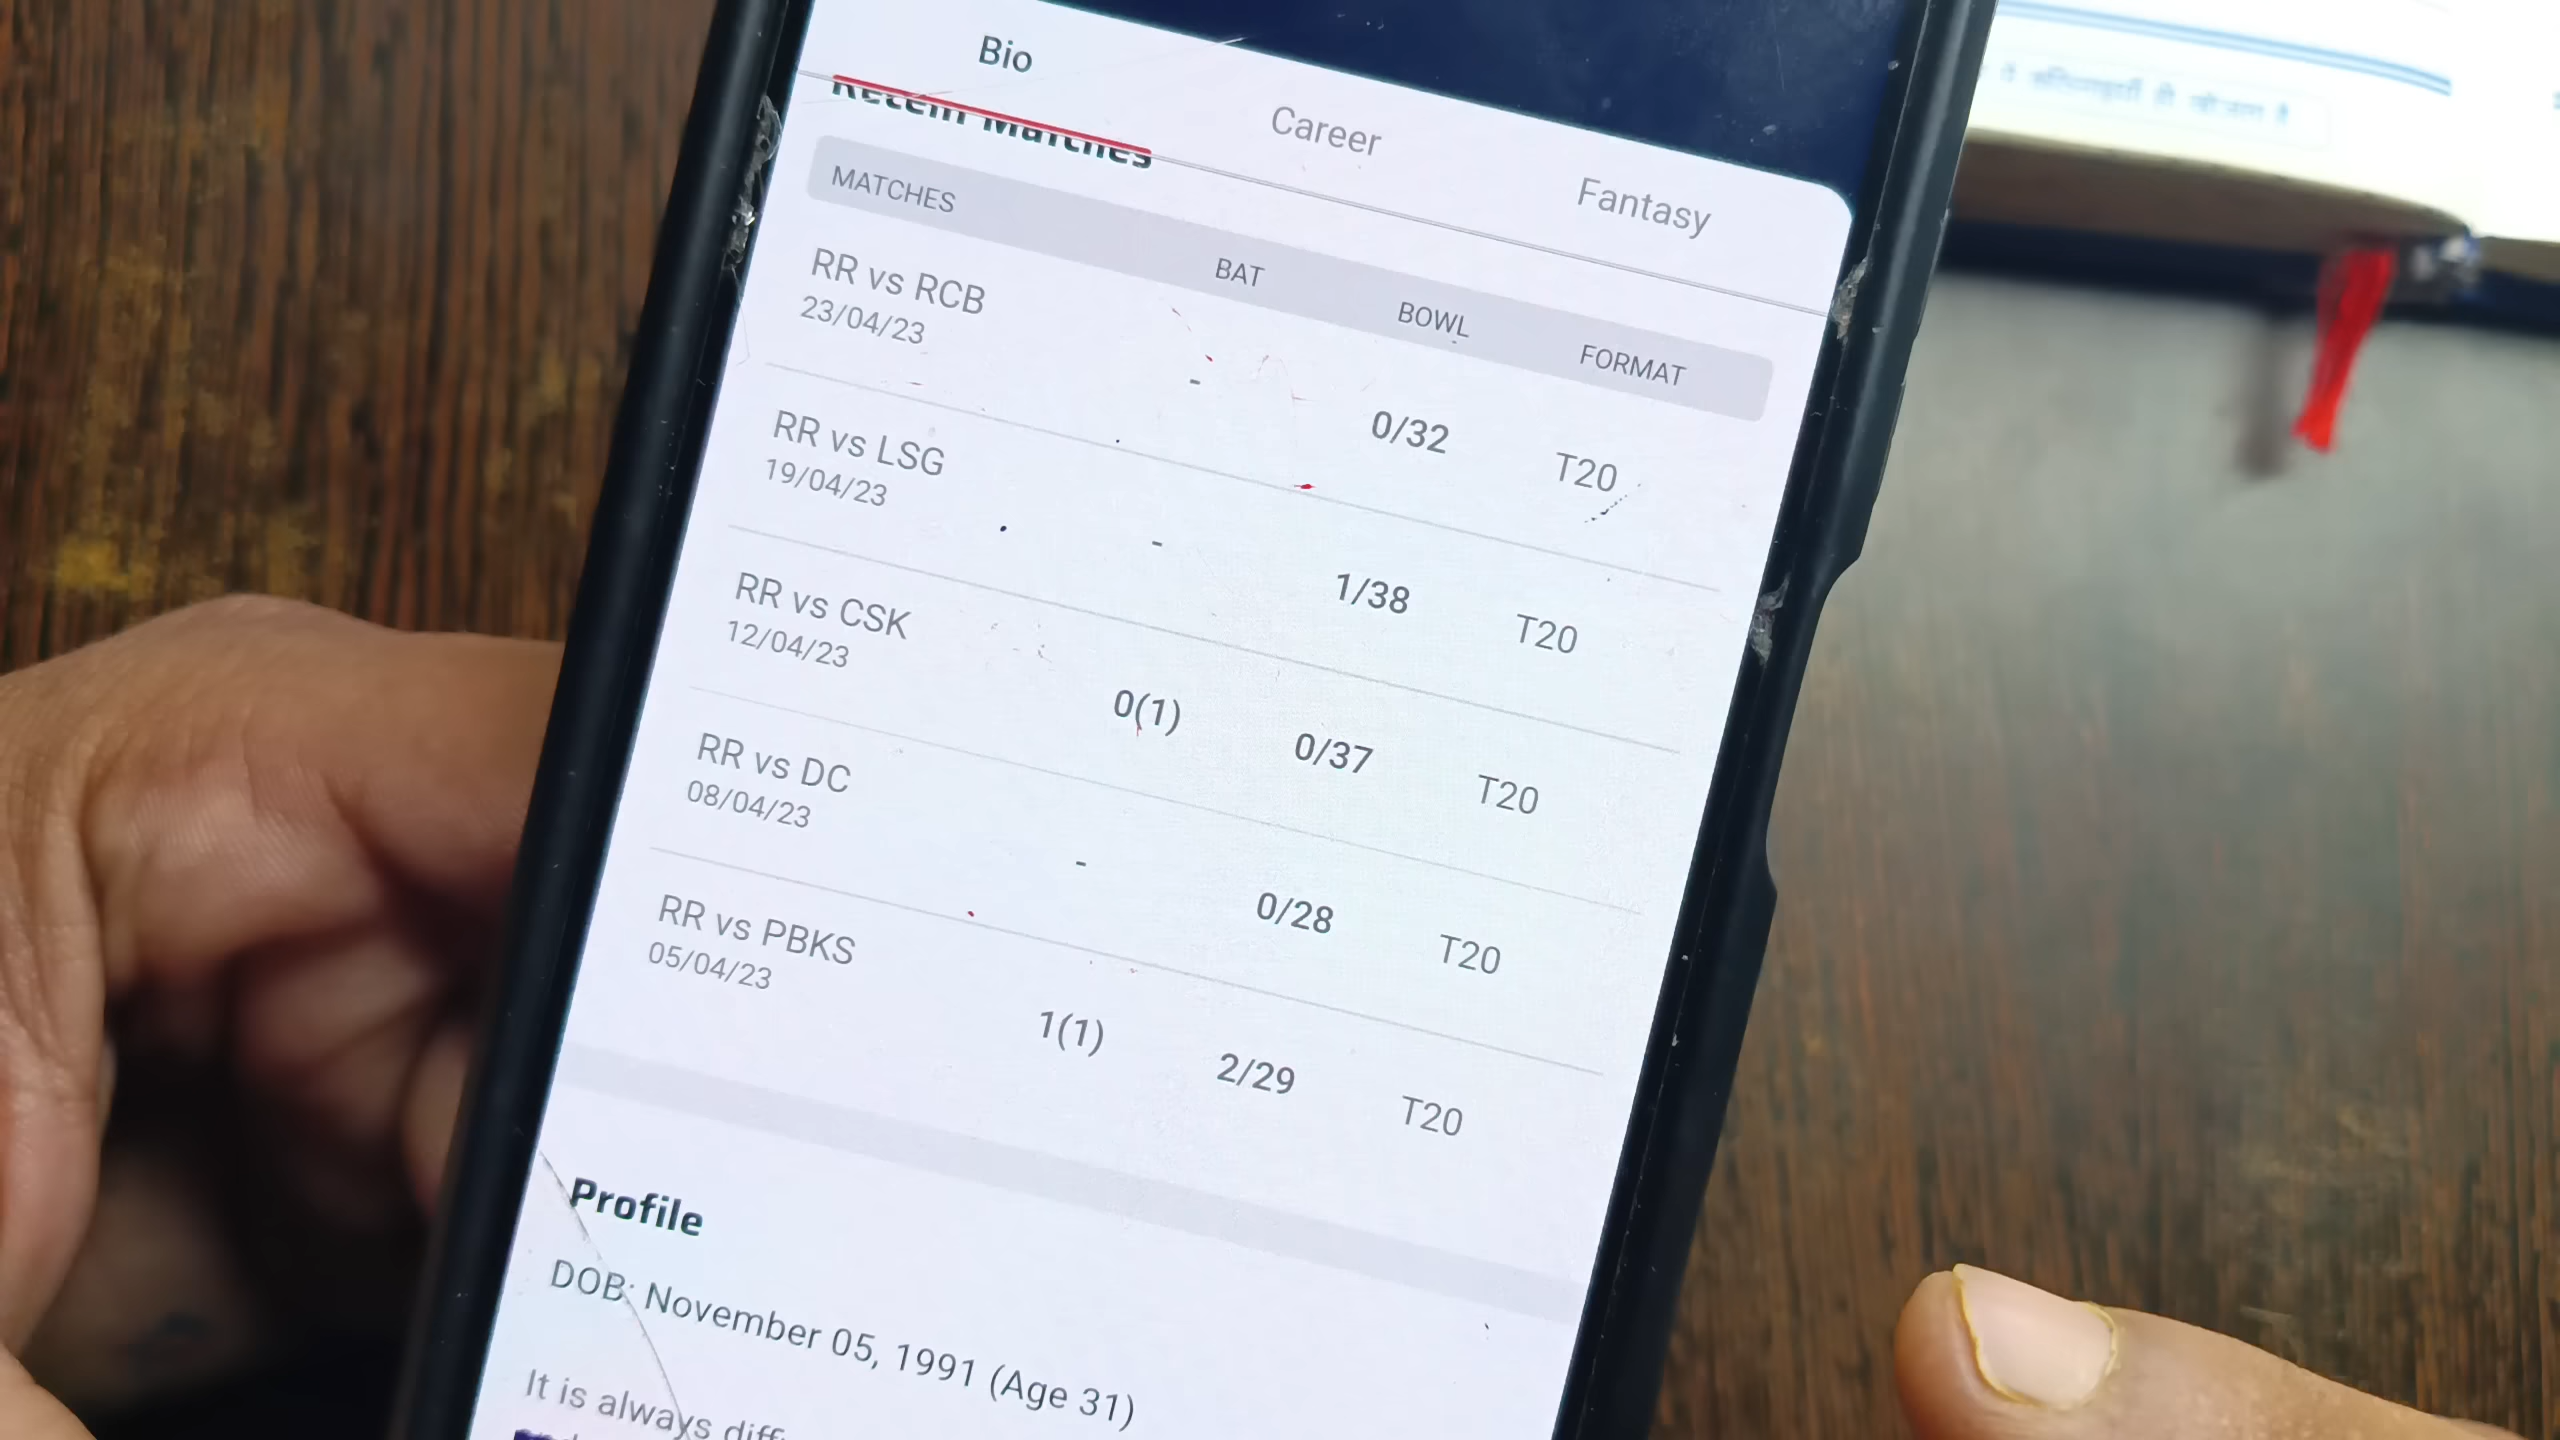 Bio Career Fantasy
Recent Matches
MATCHES BAT BOWL FORMAT
RR vs RCB - 0/32 T20
23/04/23
RR vs LSG - 1/38 T20
19/04/23
RR vs CSK 0(1) 0/37 T20
12/04/23
RR vs DC - 0/28 T20
08/04/23
RR vs PBKS 1(1) 2/29 T20
05/04/23
Profile
DOB: November 05, 1991 (Age 31)
It is always